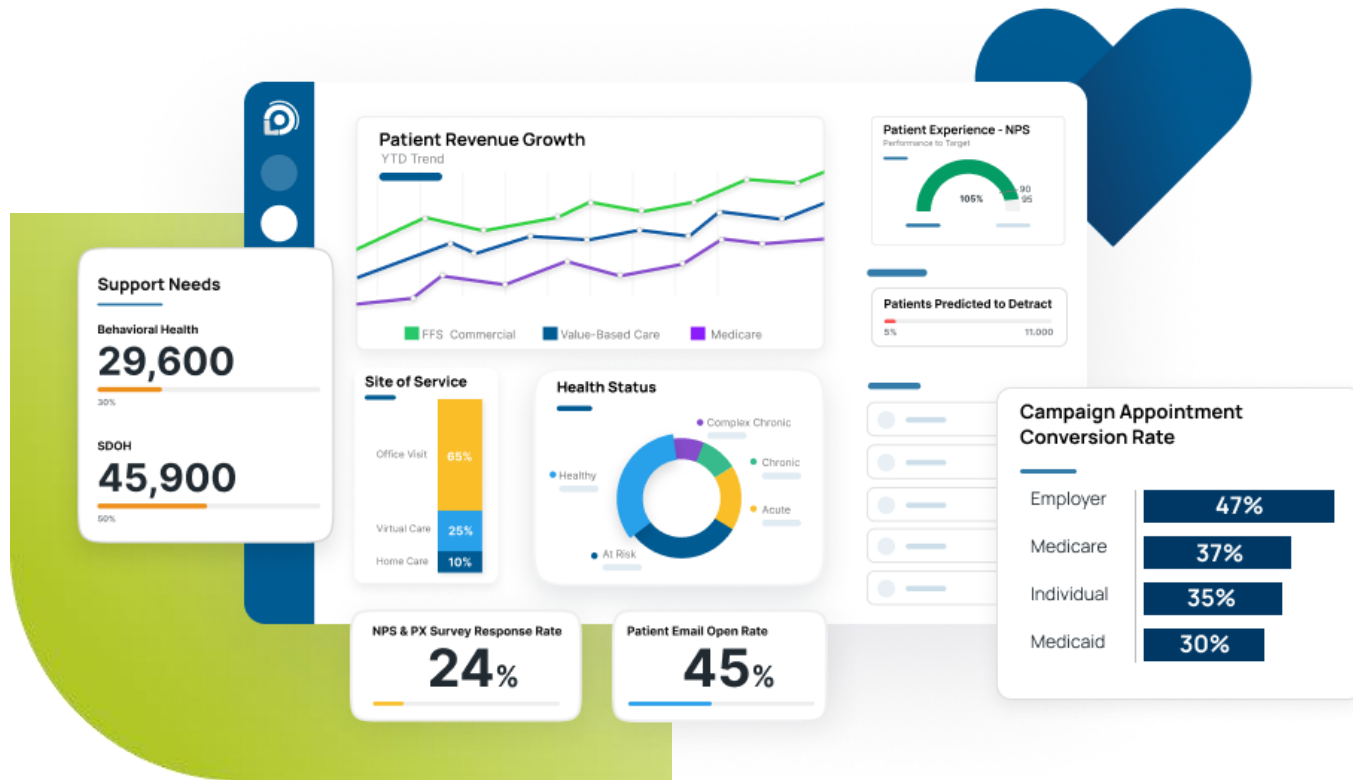 Patient Revenue Growth
YTD Trend
FFS Commercial
Value-Based Care
Medicare
Patient Experience - NPS
Performance to Target
105%
90
95
Patients Predicted to Detract
5%
11,000
Support Needs
Behavioral Health
29,600
30%
SDOH
45,900
50%
Site of Service
Office Visit
65%
Virtual Care
25%
Home Care
10%
Health Status
Complex Chronic
Chronic
Healthy
Acute
At Risk
Campaign Appointment
Conversion Rate
Employer
47%
Medicare
37%
Individual
35%
Medicaid
30%
NPS & PX Survey Response Rate
24%
Patient Email Open Rate
45%